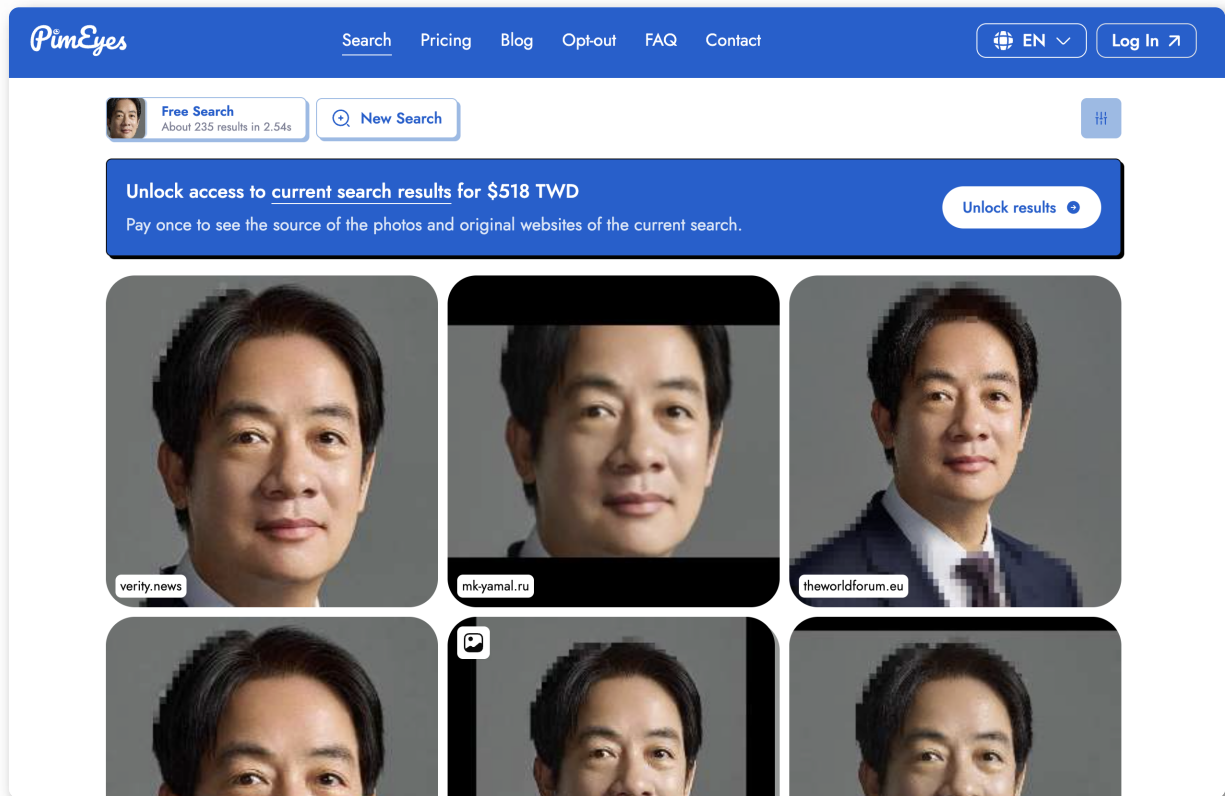 PimEyes
Search
Pricing
Blog
Opt-out
FAQ
Contact
EN
Log In
Free Search
About 235 results in 2.54s
New Search
Unlock access to current search results for $518 TWD
Pay once to see the source of the photos and original websites of the current search.
Unlock results
verity.news
mk-yamal.ru
theworldforum.eu